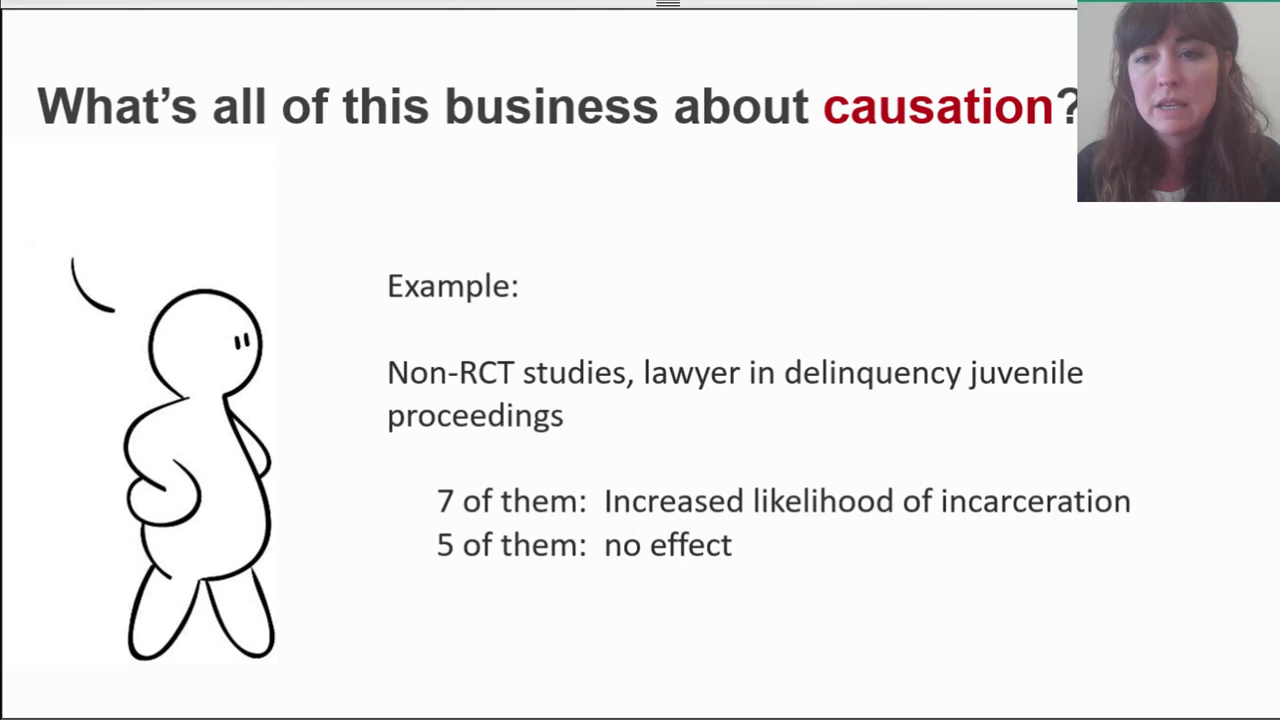 What's all of this business about causation?
Example:
Non-RCT studies, lawyer in delinquency juvenile
proceedings
7 of them: Increased likelihood of incarceration
5 of them: no effect